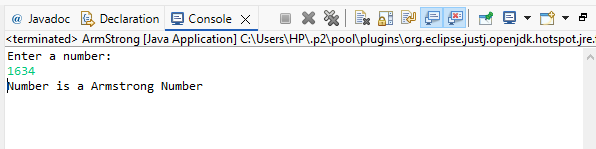 @ Javadoc Declaration Console
<terminated> ArmStrong [Java Application] C:\Users\HP\.p2\pool\plugins\org.eclipse.justj.openjdk.hotspot.jre.
Enter a number:
1634
Number is a Armstrong Number